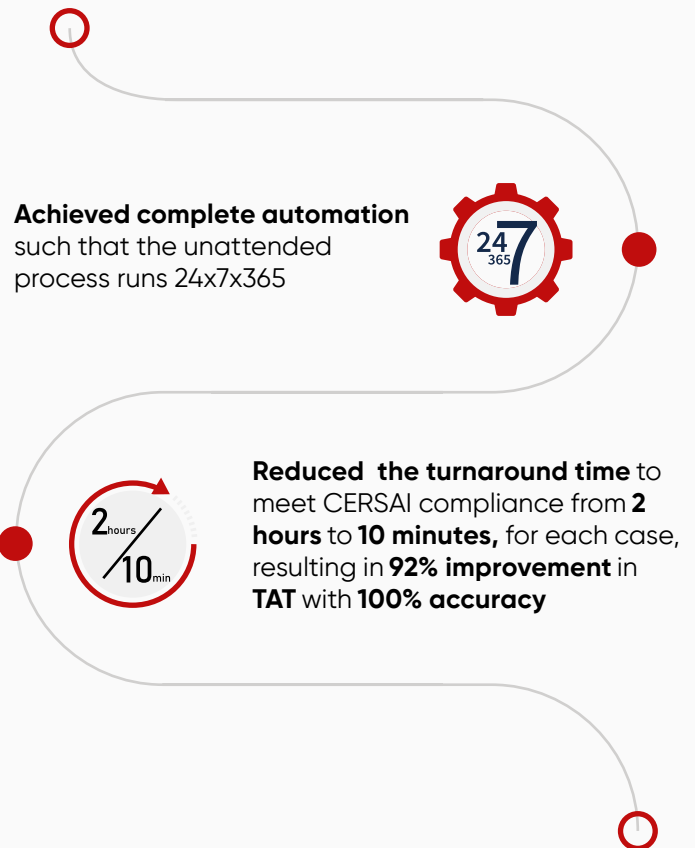 Achieved complete automation
such that the unattended
process runs 24x7x365
24
365
7
Reduced  the turnaround time to
meet CERSAI compliance from 2
hours to 10 minutes, for each case,
resulting in 92% improvement in
TAT with 100% accuracy
2hours
10min